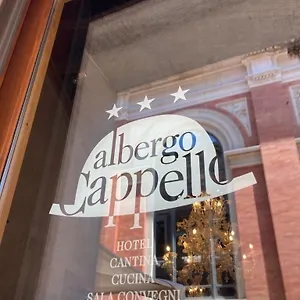 albergo
Cappello
HOTEL
CANTINA
CUCINA
SALA CONVEGNI